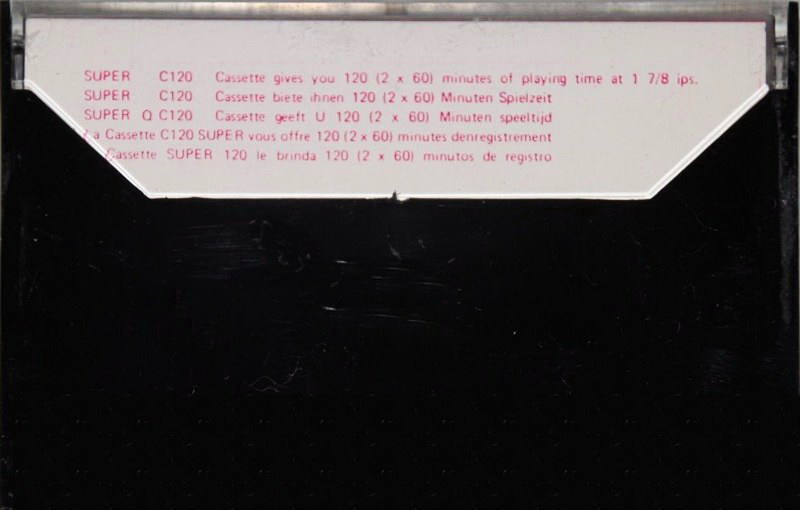 SUPER C120 Cassette gives you 120 (2 x 60) minutes of playing time at 1 7/8 ips.
SUPER C120 Cassette biete ihnen 120 (2 x 60) Minuten Spielzeit
SUPER Q C120 Cassette geeft U 120 (2 x 60) Minuten speeltijd
La Cassette C120 SUPER vous offre 120 (2 x 60) minutes denregistrement
Cassette SUPER 120 le brinda 120 (2 x 60) minutos de registro